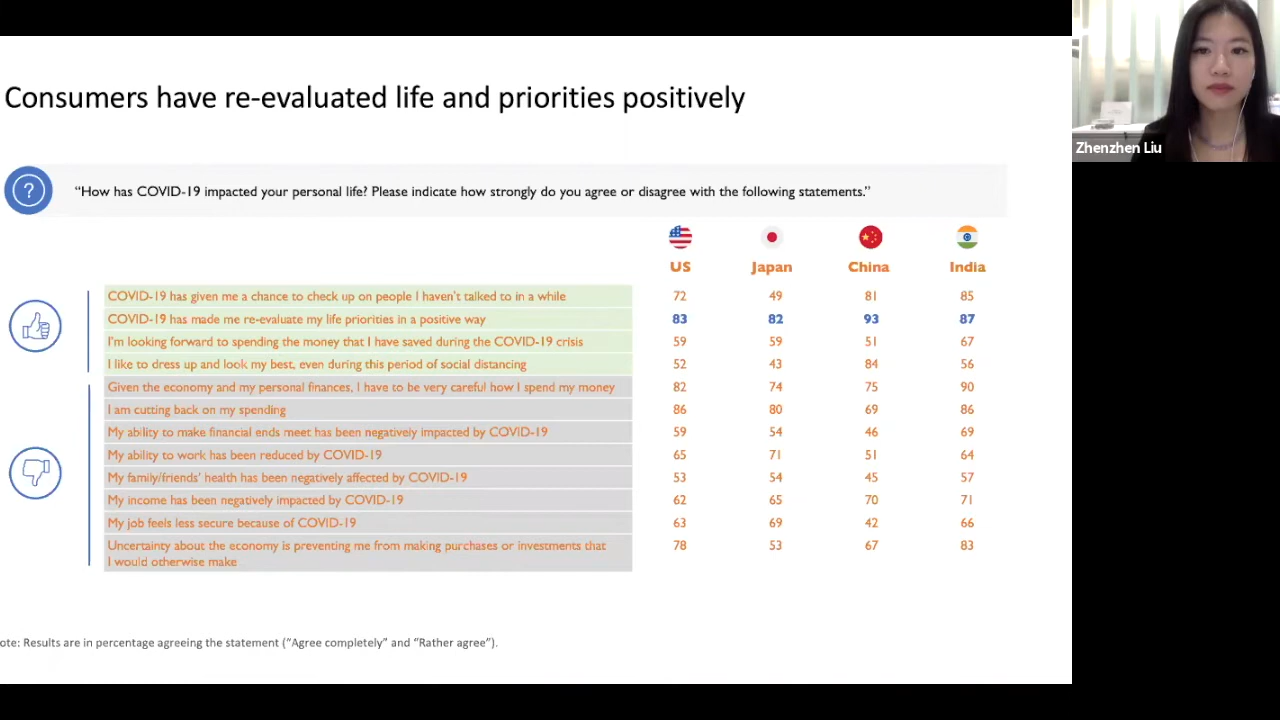 Consumers have re-evaluated life and priorities positively
Zhenzhen Liu
?
“How has COVID-19 impacted your personal life? Please indicate how strongly do you agree or disagree with the following statements.”
US Japan China India
COVID-19 has given me a chance to check up on people I haven’t talked to in a while 72 49 81 85
COVID-19 has made me re-evaluate my life priorities in a positive way 83 82 93 87
I’m looking forward to spending the money that I have saved during the COVID-19 crisis 59 59 51 67
I like to dress up and look my best, even during this period of social distancing 52 43 84 56
Given the economy and my personal finances, I have to be very careful how I spend my money 82 74 75 90
I am cutting back on my spending 86 80 69 86
My ability to make financial ends meet has been negatively impacted by COVID-19 59 54 46 69
My ability to work has been reduced by COVID-19 65 71 51 64
My family/friends’ health has been negatively affected by COVID-19 53 54 45 57
My income has been negatively impacted by COVID-19 62 65 70 71
My job feels less secure because of COVID-19 63 69 42 66
Uncertainty about the economy is preventing me from making purchases or investments that 78 53 67 83
I would otherwise make
ote: Results are in percentage agreeing the statement (“Agree completely” and “Rather agree”).